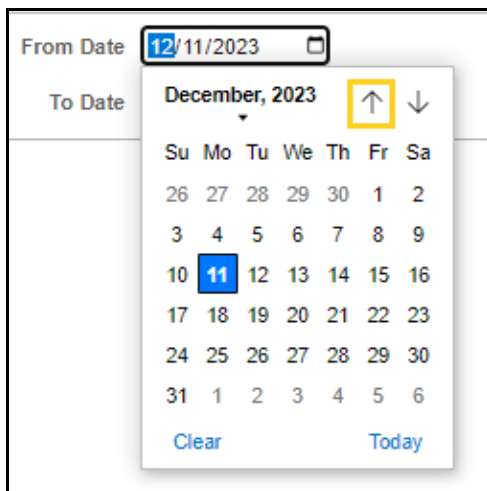 From Date 12/11/2023
To Date
December, 2023
Su Mo Tu We Th Fr Sa
26 27 28 29 30 1 2
3 4 5 6 7 8 9
10 11 12 13 14 15 16
17 18 19 20 21 22 23
24 25 26 27 28 29 30
31 1 2 3 4 5 6
Clear Today